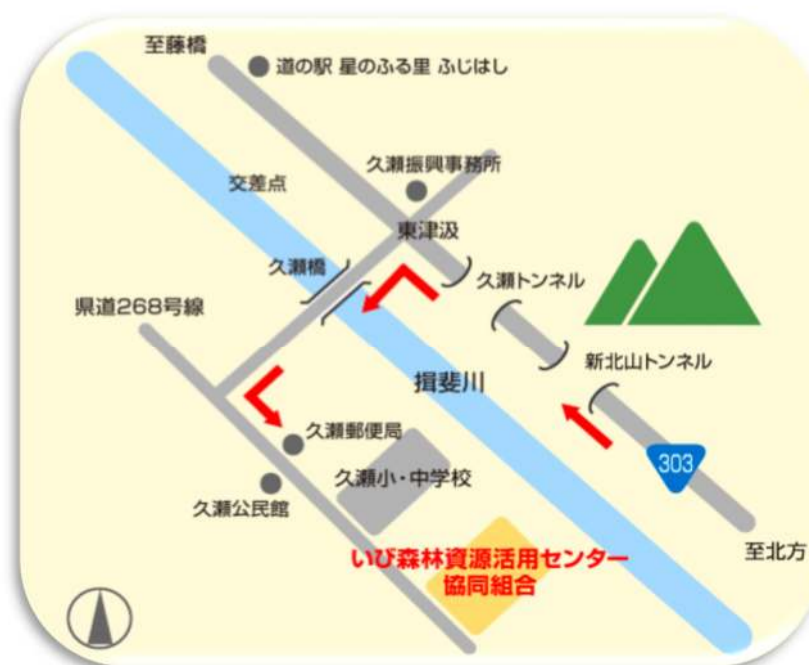 至藤橋
道の駅 星のふる里 ふじはし
久瀬振興事務所
交差点
東津汲
久瀬橋
久瀬トンネル
県道268号線
新北山トンネル
揖斐川
久瀬郵便局
303
久瀬小・中学校
久瀬公民館
至北方
いび森林資源活用センター
協同組合